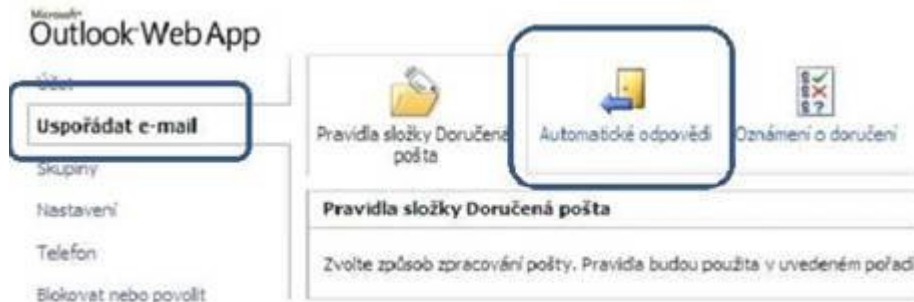 Microsoft
Outlook Web App
Účet
Uspořádat e-mail
Skupiny
Nastavení
Telefon
Blokovat nebo povolit
Pravidla složky Doručená
pošta
Automatické odpovědi
Oznámení o doručení
Pravidla složky Doručená pošta
Zvolte způsob zpracování pošty. Pravidla budou použita v uvedeném pořadí